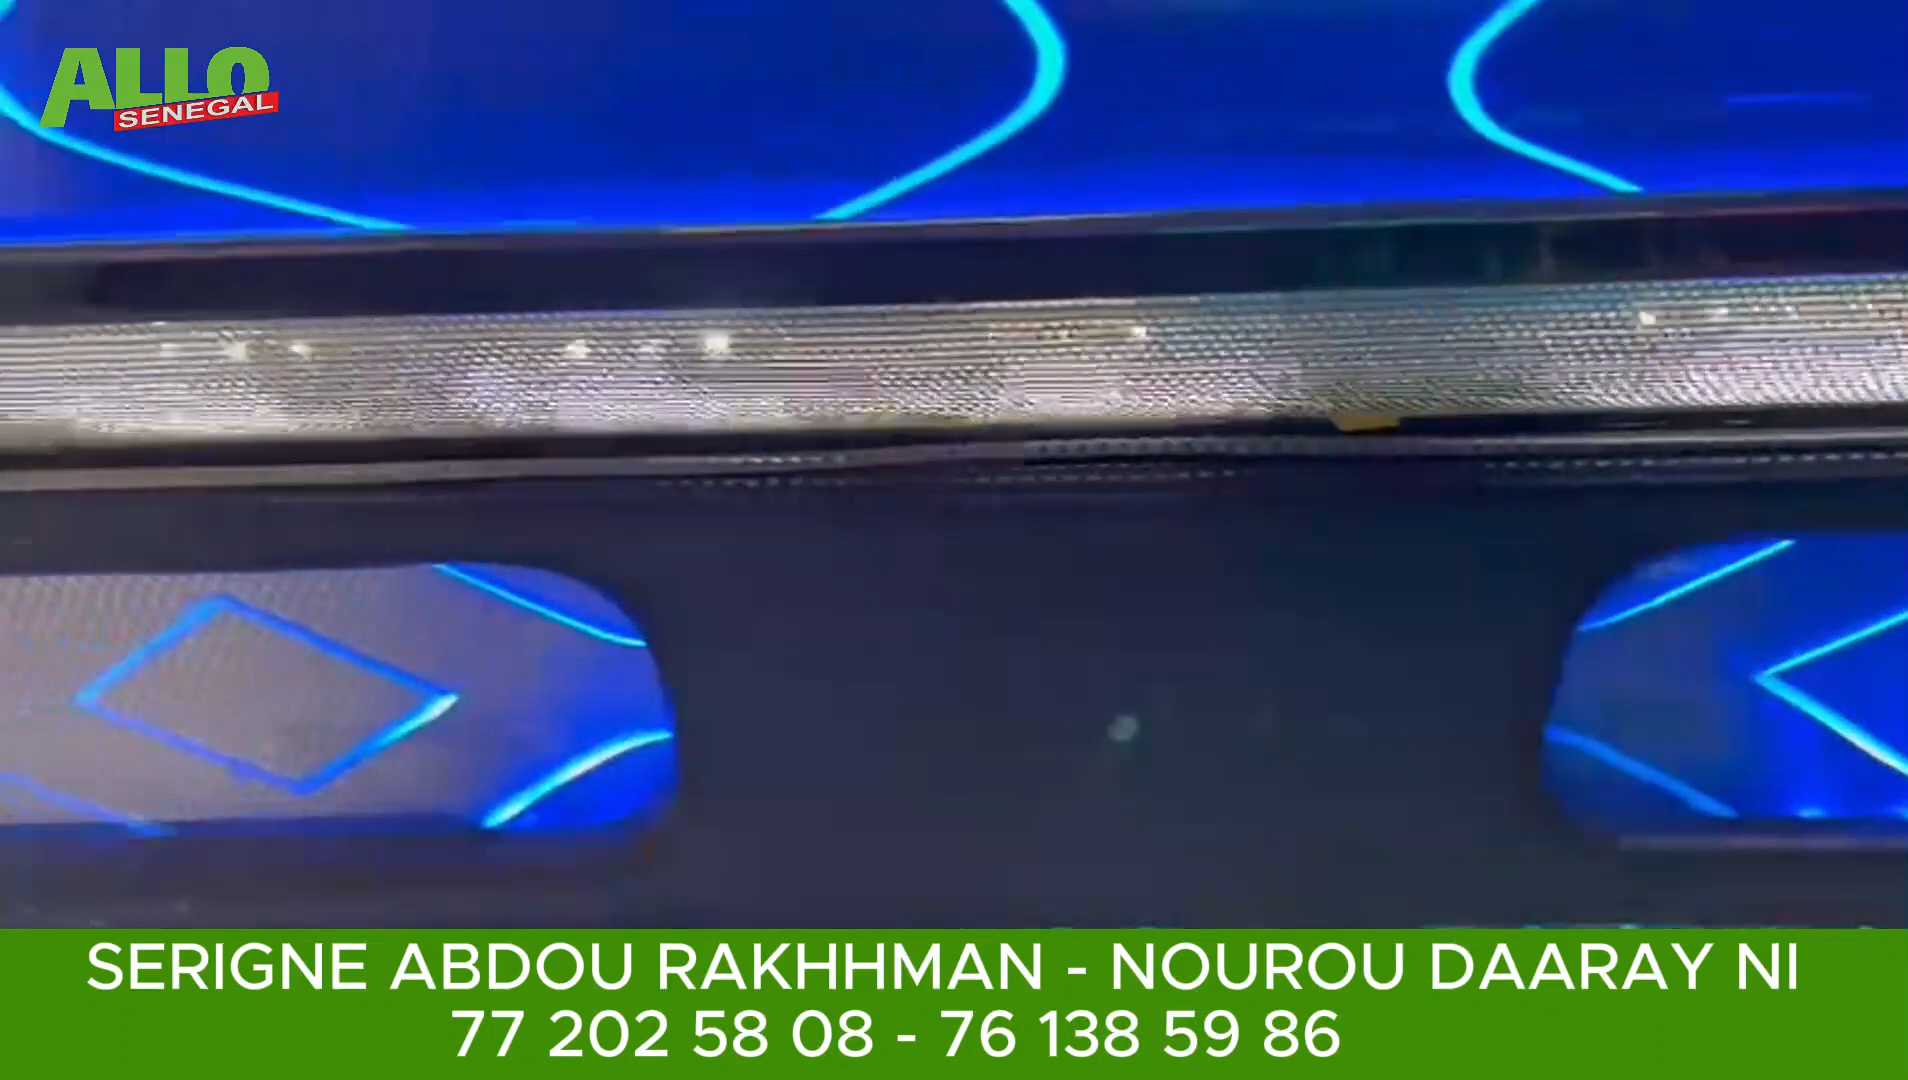 ALLO
SENEGAL
SERIGNE ABDOU RAKHHMAN - NOUROU DAARAY NI
77 202 58 08 - 76 138 59 86